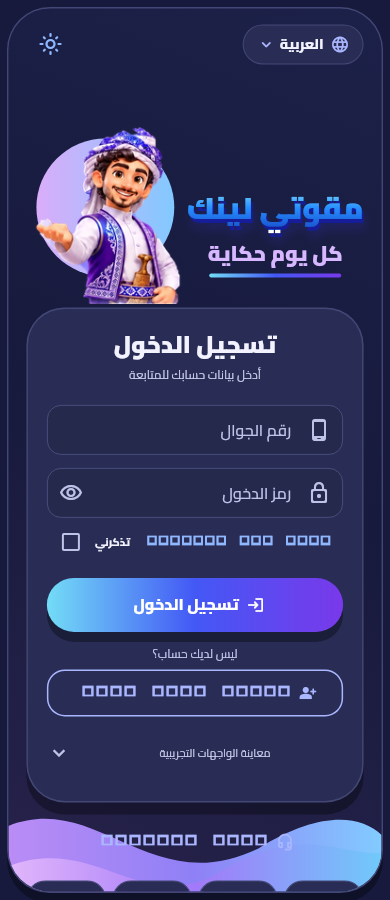 العربية
مقوتي لينك
كل يوم حكاية
تسجيل الدخول
أدخل بيانات حسابك للمتابعة
رقم الجوال
رمز الدخول
تذكرني
تسجيل الدخول
ليس لديك حساب؟
معاينة الواجهات التجريبية